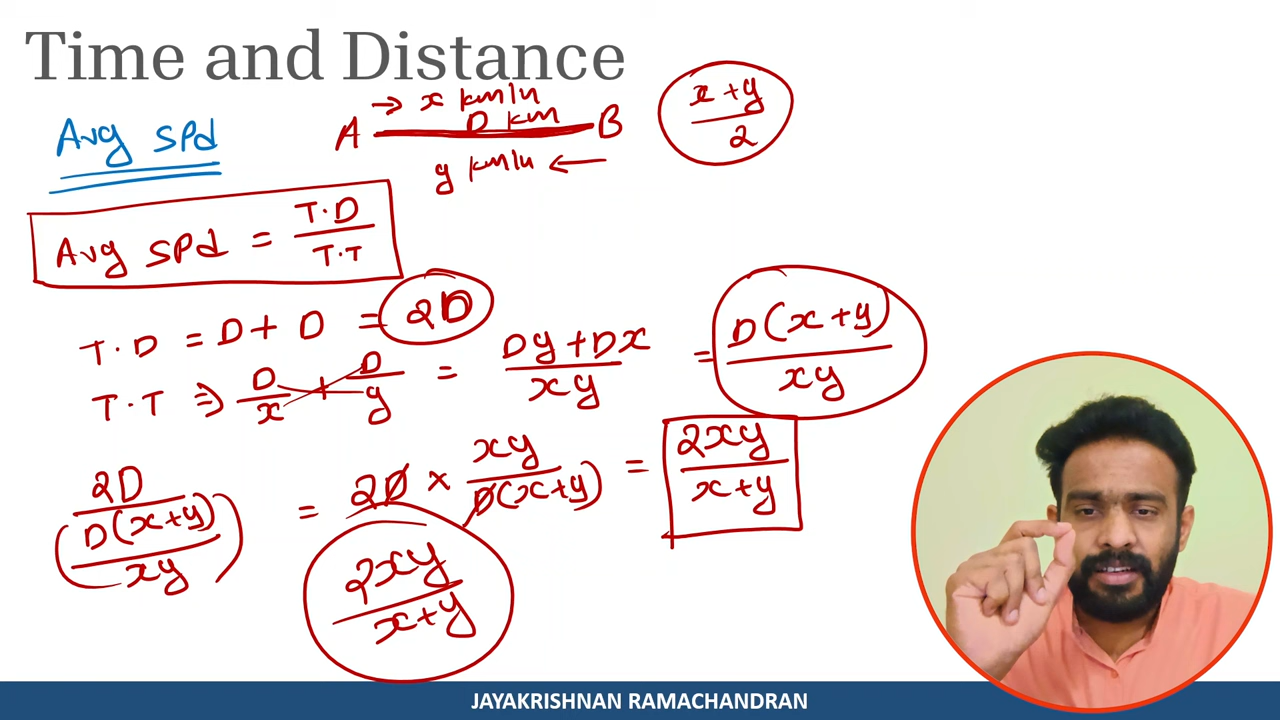 Time and Distance
Avg spd
A → x km/h B
D km
y km/h ←
x+y/2
Avg spd = T.D/T.T
T.D = D + D = 2D
T.T ⇒ D/x + D/y = Dy+Dx/xy = D(x+y)/xy
2D/(D(x+y)/xy) = 2D × xy/D(x+y) = 2xy/x+y
2xy/x+y
JAYAKRISHNAN RAMACHANDRAN